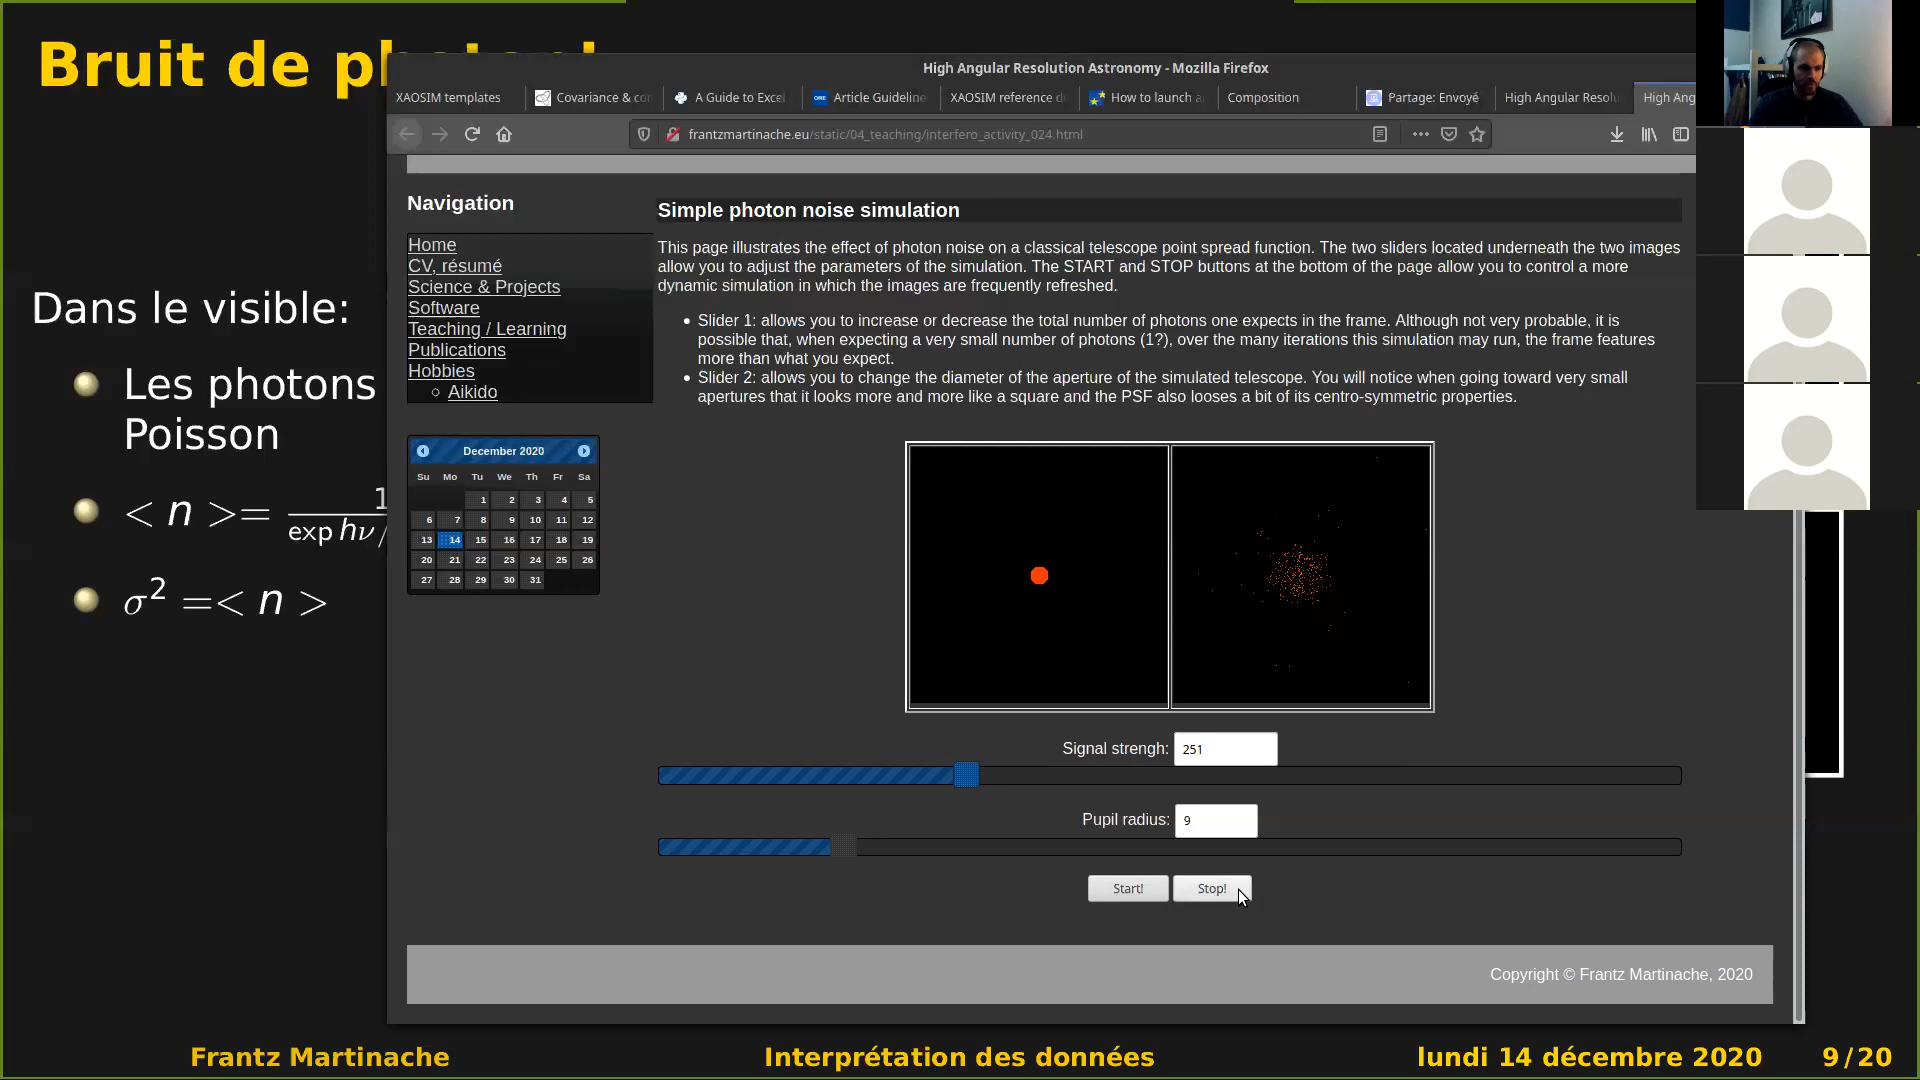 Bruit de photoni
High Angular Resolution Astronomy - Mozilla Firefox
XAOSIM templates
Covariance & co
A Guide to Exce
Article Guideline
XAOSIM reference d
How to launch a
Composition
Partage: Envoyé
High Angular Resolu
High Ang
frantzmartinache.eu/static/04_teaching/interfero_activity_024.html
Navigation
Home
CV, résumé
Science & Projects
Software
Teaching / Learning
Publications
Hobbies
Aikido
December 2020
Su Mo Tu We Th Fr Sa
1 2 3 4 5
6 7 8 9 10 11 12
13 14 15 16 17 18 19
20 21 22 23 24 25 26
27 28 29 30 31
Simple photon noise simulation
This page illustrates the effect of photon noise on a classical telescope point spread function. The two sliders located underneath the two images
allow you to adjust the parameters of the simulation. The START and STOP buttons at the bottom of the page allow you to control a more
dynamic simulation in which the images are frequently refreshed.
Slider 1: allows you to increase or decrease the total number of photons one expects in the frame. Although not very probable, it is
possible that, when expecting a very small number of photons (1?), over the many iterations this simulation may run, the frame features
more than what you expect.
Slider 2: allows you to change the diameter of the aperture of the simulated telescope. You will notice when going toward very small
apertures that it looks more and more like a square and the PSF also looses a bit of its centro-symmetric properties.
Signal strengh: 251
Pupil radius: 9
Start! Stop!
Copyright © Frantz Martinache, 2020
Dans le visible:
Les photons
Poisson
< n >= 1
exp hν/
σ² =< n >
Frantz Martinache
Interprétation des données
lundi 14 décembre 2020
9/20